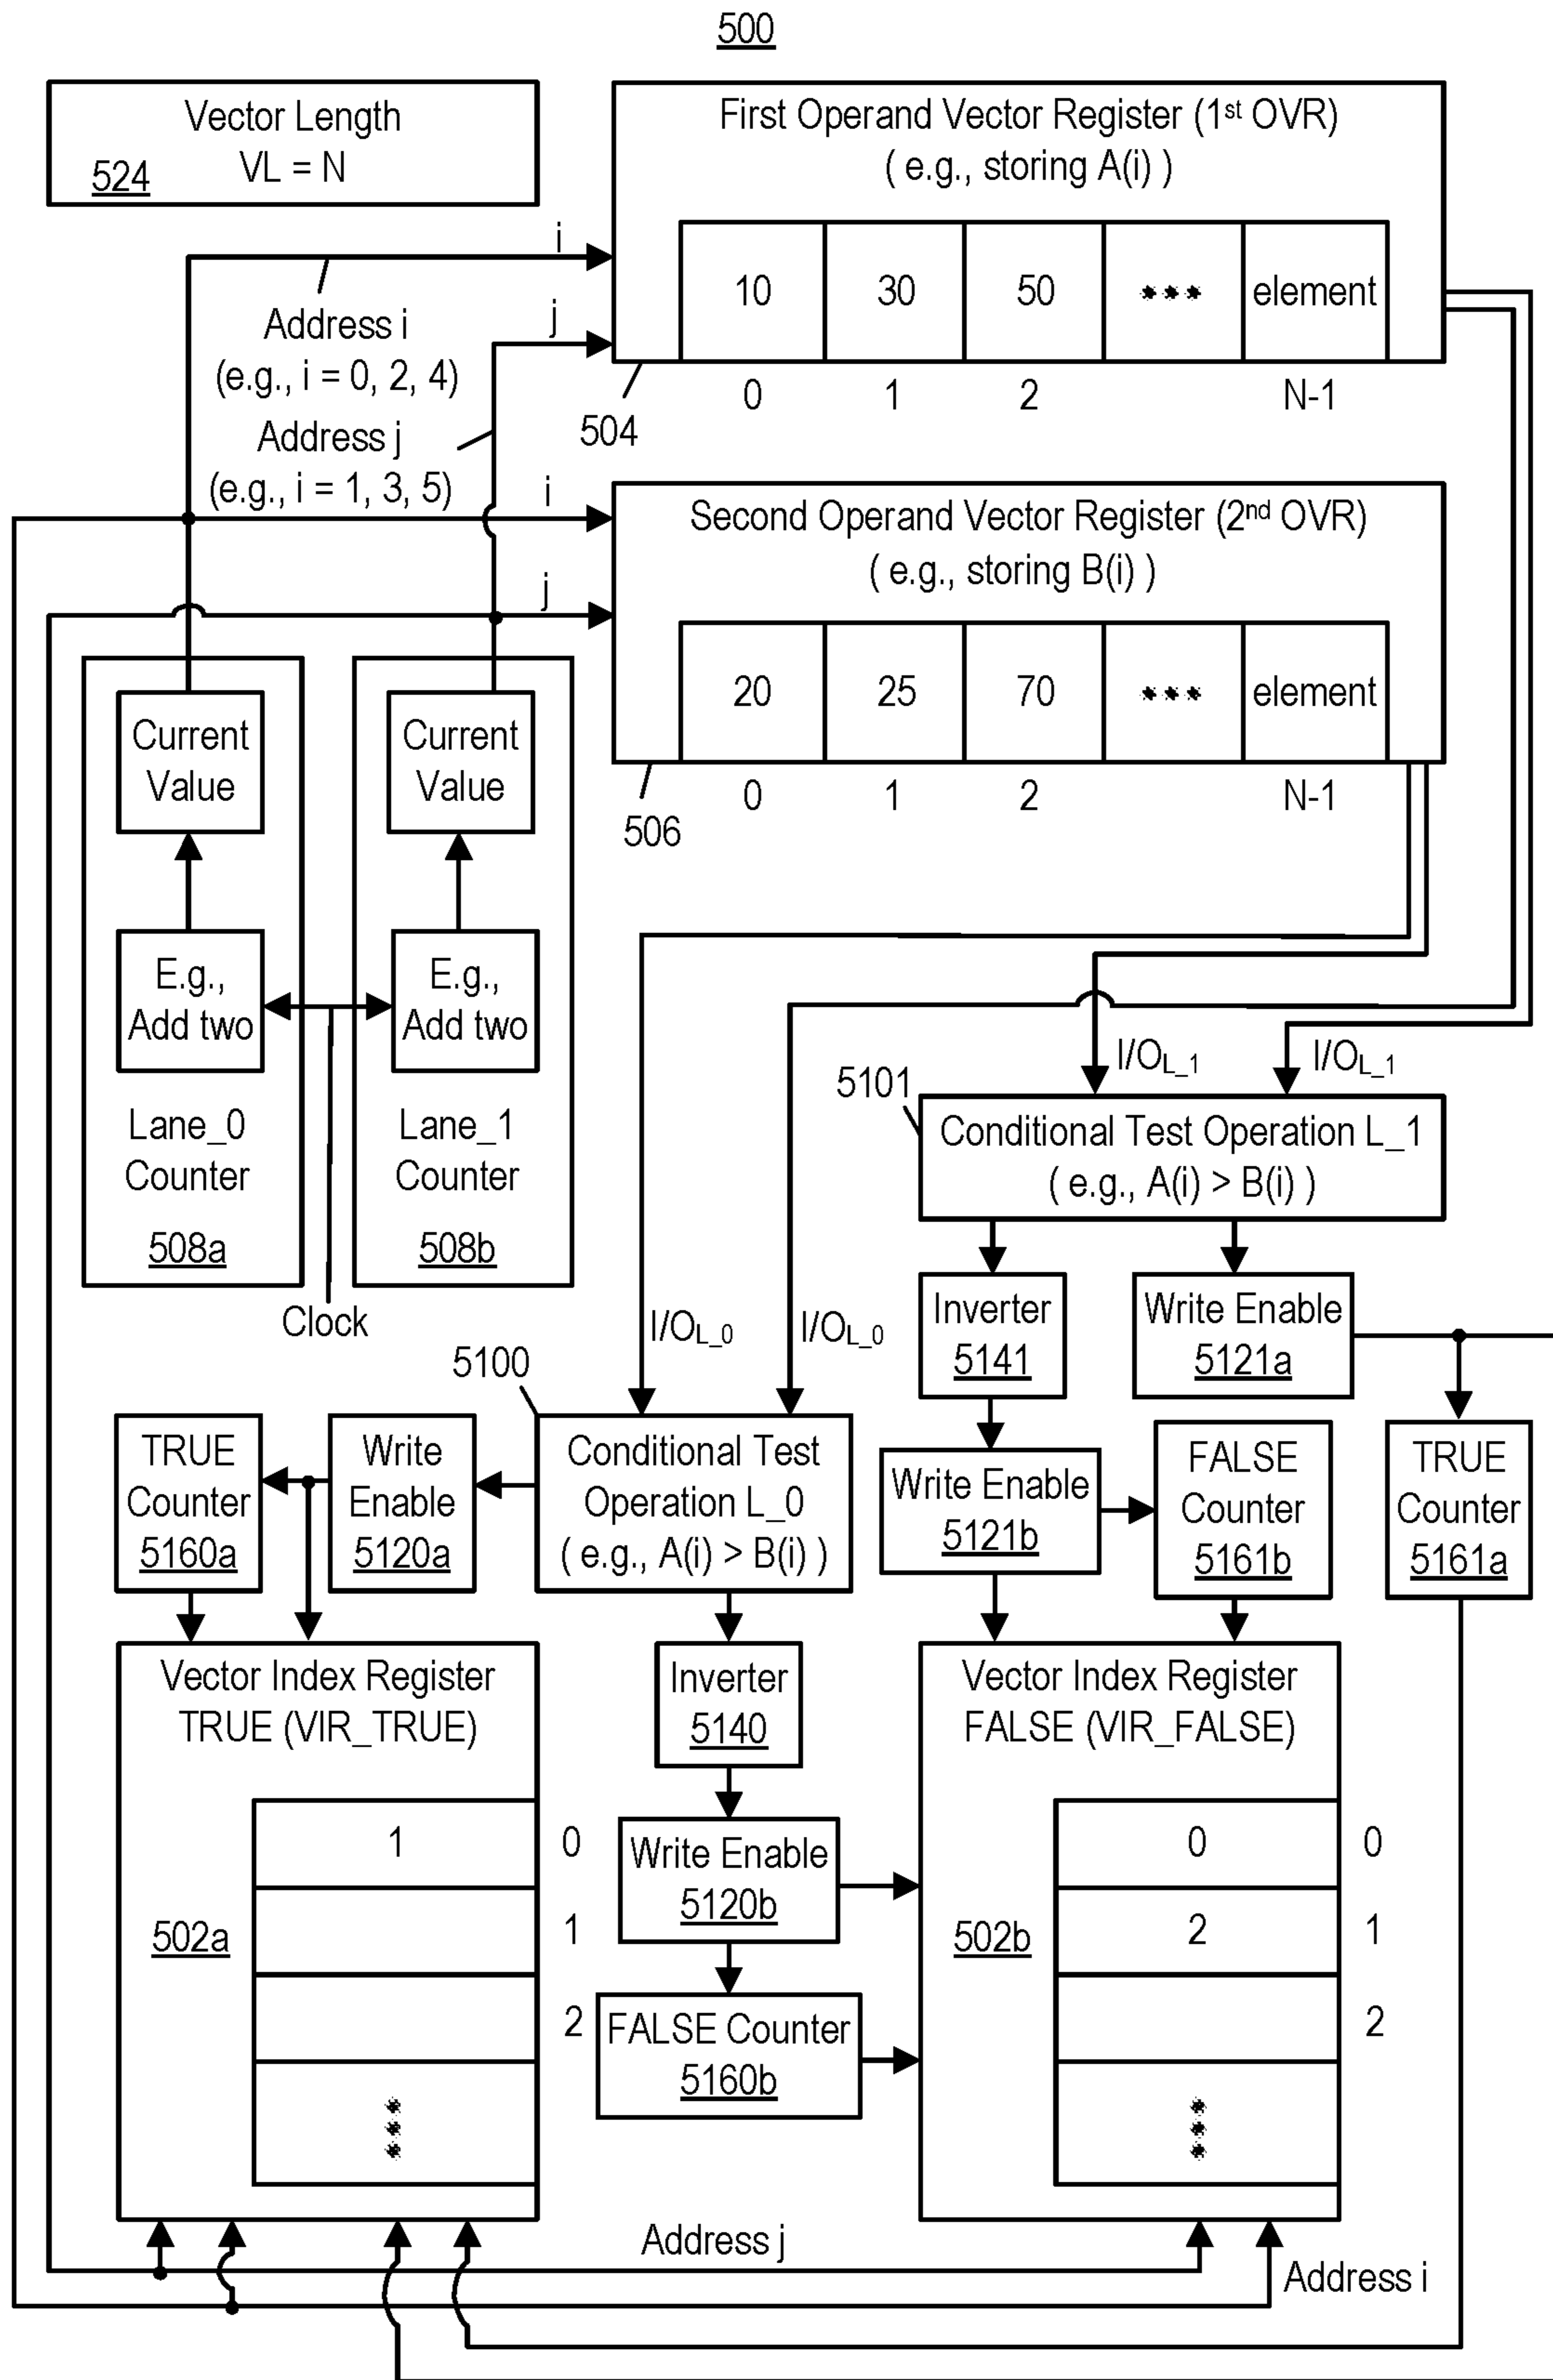 500
Vector Length
VL = N
524
First Operand Vector Register (1st OVR)
( e.g., storing A(i) )
10 30 50 *** element
0 1 2 N-1
504
i
j
Address i
(e.g., i = 0, 2, 4)
Address j
(e.g., i = 1, 3, 5)
i
j
Second Operand Vector Register (2nd OVR)
( e.g., storing B(i) )
20 25 70 *** element
0 1 2 N-1
506
Current
Value
E.g.,
Add two
Lane_0
Counter
508a
Current
Value
E.g.,
Add two
Lane_1
Counter
508b
Clock
I/OL_1
I/OL_1
5101
Conditional Test Operation L_1
( e.g., A(i) > B(i) )
Inverter
5141
Write Enable
5121a
I/OL_0
I/OL_0
5100
TRUE
Counter
5160a
Write
Enable
5120a
Conditional Test
Operation L_0
( e.g., A(i) > B(i) )
Write Enable
5121b
FALSE
Counter
5161b
TRUE
Counter
5161a
Vector Index Register
TRUE (VIR_TRUE)
502a
1
0
1
2
***
Inverter
5140
Write Enable
5120b
FALSE Counter
5160b
Vector Index Register
FALSE (VIR_FALSE)
502b
0
2
0
1
2
***
Address j
Address i